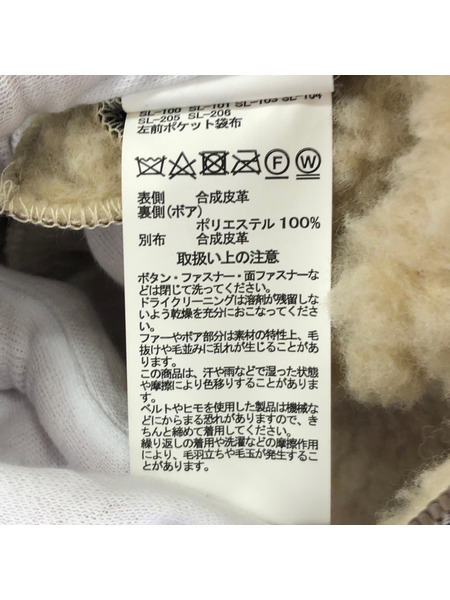 SL-100 SL-101 SL-103 SL-104
SL-205 SL-206
左前ポケット袋布
P
W
表側 合成皮革
裏側(ボア)
ポリエステル 100%
別布 合成皮革
取扱い上の注意
ボタン・ファスナー・面ファスナーな
どは閉じて洗ってください。
ドライクリーニングは溶剤が残留しな
いよう乾燥を充分におこなってくださ
い。
ファーやボア部分は素材の特性上、毛
抜けや毛並みに乱れが生じることがあ
ります。
この商品は、汗や雨などで湿った状態
や摩擦により色移りすることがありま
す。
ベルトやヒモを使用した製品は機械な
どにからまる恐れがありますので、き
ちんと締めて着用してください。
繰り返しの着用や洗濯などの摩擦作用
により、毛羽立ちや毛玉が発生するこ
とがあります。